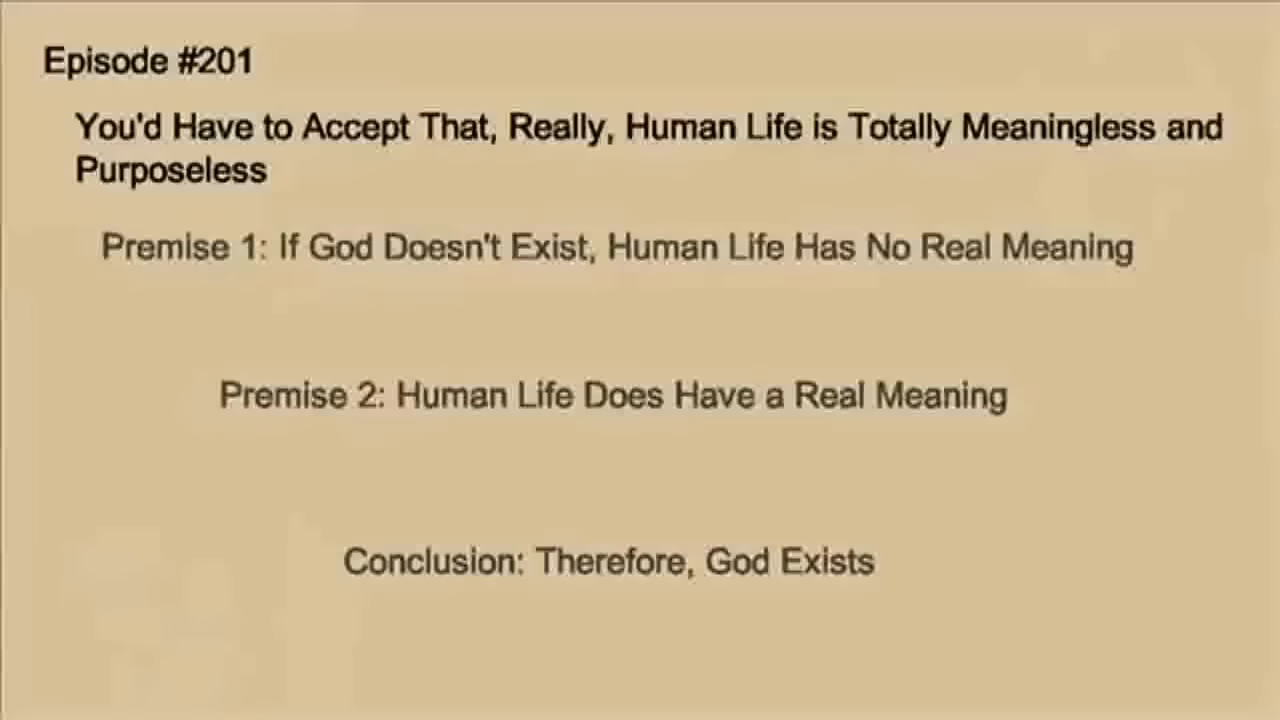 Episode #201
You'd Have to Accept That, Really, Human Life is Totally Meaningless and
Purposeless
Premise 1: If God Doesn't Exist, Human Life Has No Real Meaning
Premise 2: Human Life Does Have a Real Meaning
Conclusion: Therefore, God Exists